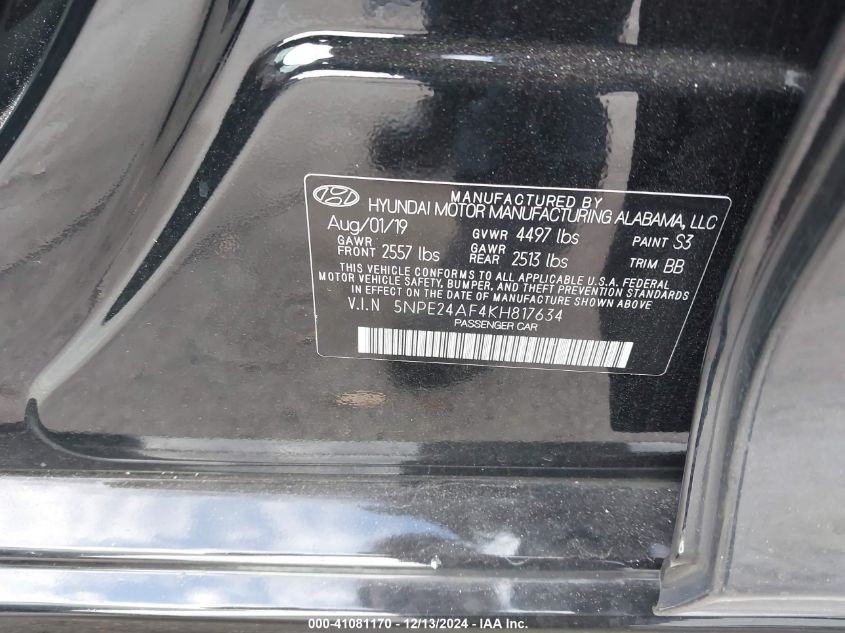 MANUFACTURED BY
HYUNDAI MOTOR MANUFACTURING ALABAMA, LLC
Aug/01/19 GVWR 4497 lbs PAINT S3
GAWR FRONT 2557 lbs GAWR REAR 2513 lbs TRIM BB
THIS VEHICLE CONFORMS TO ALL APPLICABLE U.S.A. FEDERAL
MOTOR VEHICLE SAFETY, BUMPER, AND THEFT PREVENTION STANDARDS
IN EFFECT ON THE DATE OF MANUFACTURE SHOWN ABOVE
V.I.N 5NPE24AF4KH817634
PASSENGER CAR
000-41081170 - 12/13/2024 - IAA Inc.